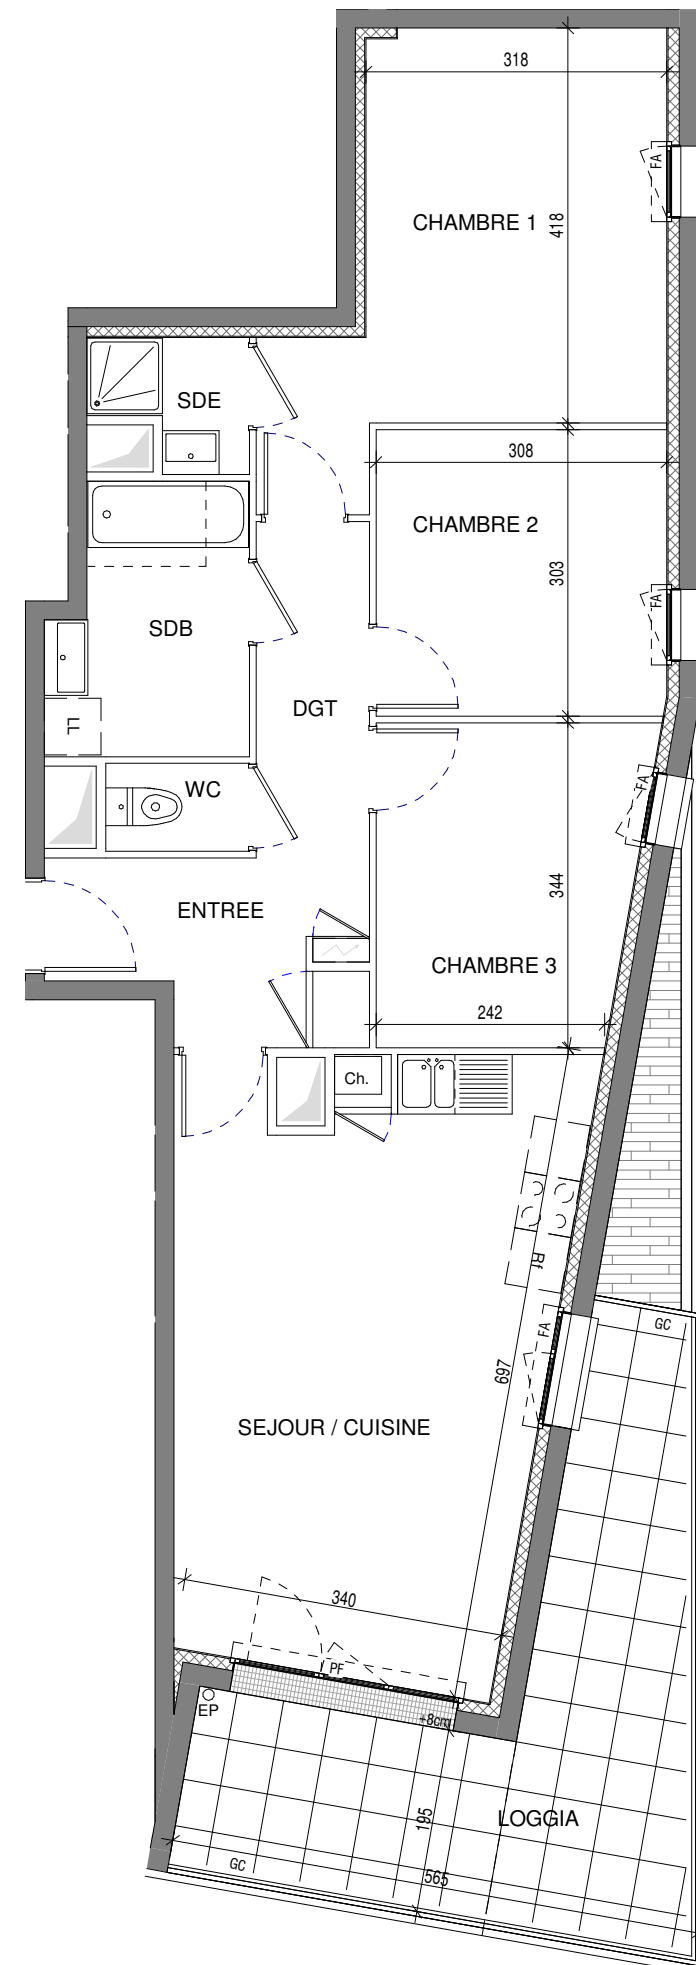 318
FA
CHAMBRE 1
418
SDE
308
CHAMBRE 2
303
FA
SDB
DGT
LL
WC
FA
344
ENTREE
CHAMBRE 3
242
Ch.
Rf
GC
FA
697
SEJOUR / CUISINE
340
PF
EP
+8cm
195
LOGGIA
GC
565